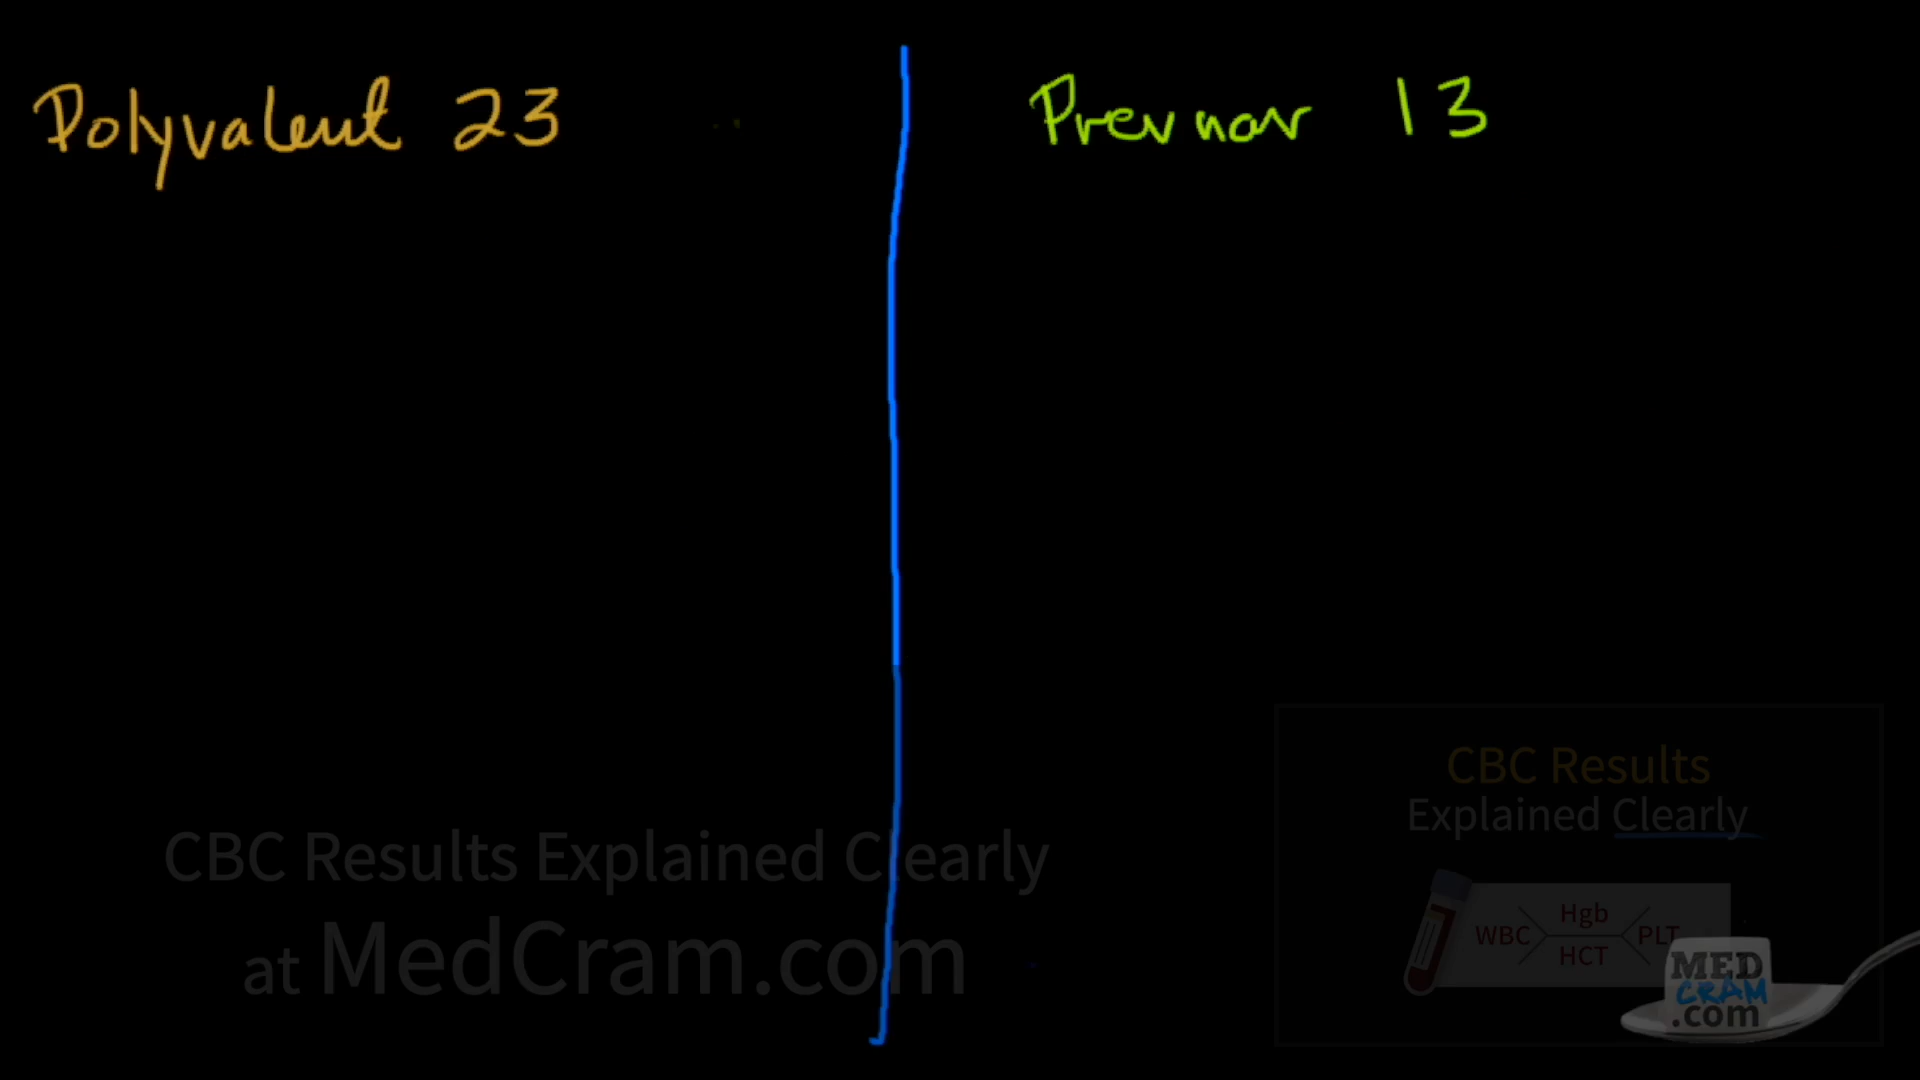 Polyvalent 23
Prevnar 13
CBC Results
Explained Clearly
CBC Results Explained Clearly
at MedCram.com
WBC
Hgb
HCT
PLT
MED
CRAM
.com